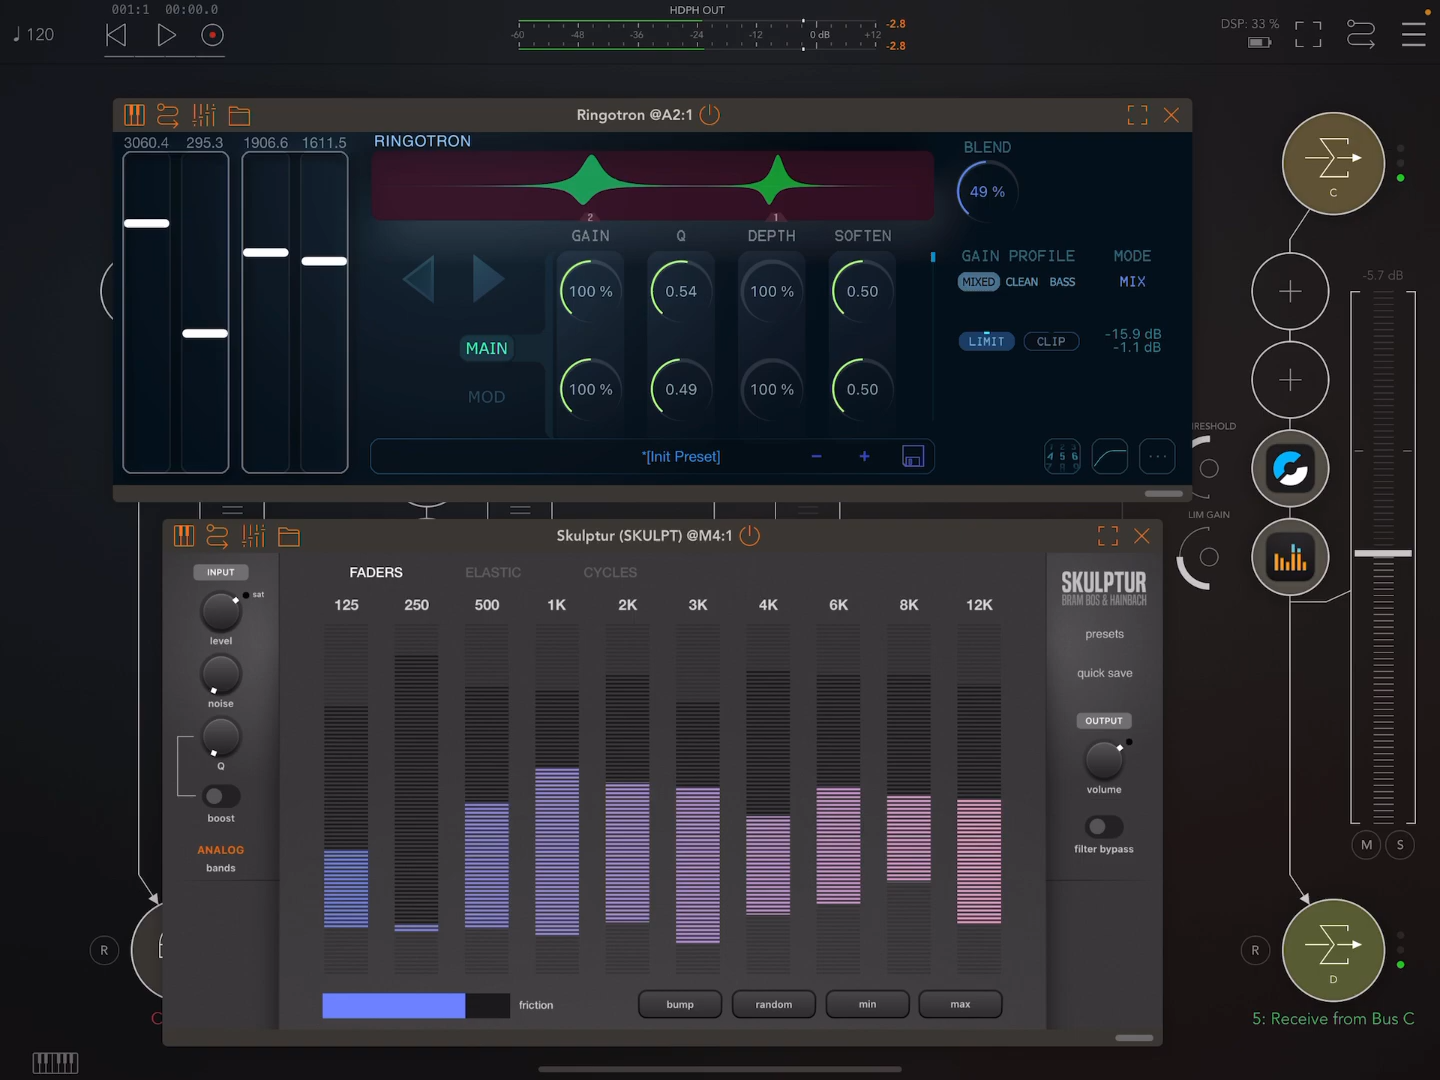 001:1 00:00.0
♩120
HDPH OUT
-60 -48 -36 -24 -12 0 dB +12
-2.8
-2.8
DSP: 33 %
Ringotron @A2:1
3060.4 295.3 1906.6 1611.5
RINGOTRON
2 1
BLEND
49 %
GAIN Q DEPTH SOFTEN
100 % 0.54 100 % 0.50
MAIN
MOD
100 % 0.49 100 % 0.50
GAIN PROFILE MODE
MIXED CLEAN BASS MIX
LIMIT CLIP -15.9 dB
-1.1 dB
*[Init Preset] - +
4 5 6
C
-5.7 dB
RESHOLD
LIM GAIN
Skulptur (SKULPT) @M4:1
INPUT
sat
level
noise
Q
boost
ANALOG
bands
FADERS ELASTIC CYCLES
125 250 500 1K 2K 3K 4K 6K 8K 12K
friction
bump random min max
SKULPTUR
BRAM BOS & HAINBACH
presets
quick save
OUTPUT
volume
filter bypass
M S
R
R
D
C
5: Receive from Bus C